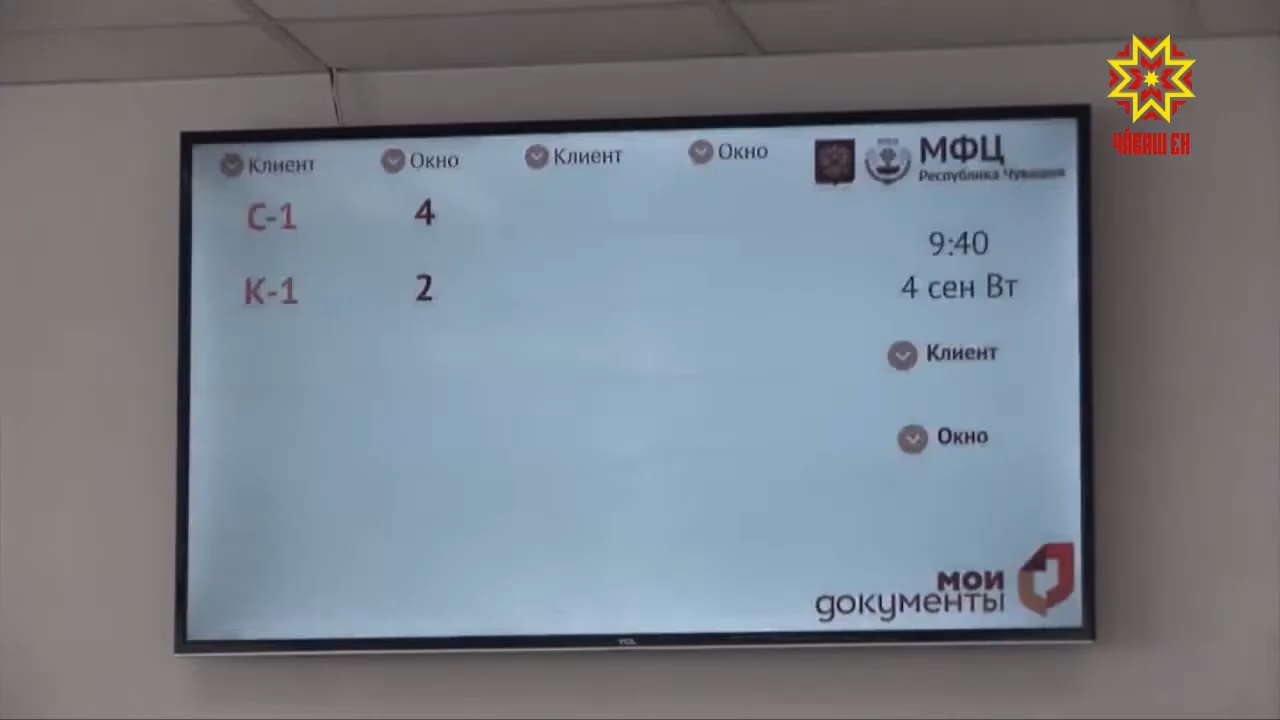 Клиент Окно Клиент Окно
С-1 4
К-1 2
МФЦ
Республика Чувашия
9:40
4 сен Вт
Клиент
Окно
мои
документы
TCL
ЧӐВАШ ЕН